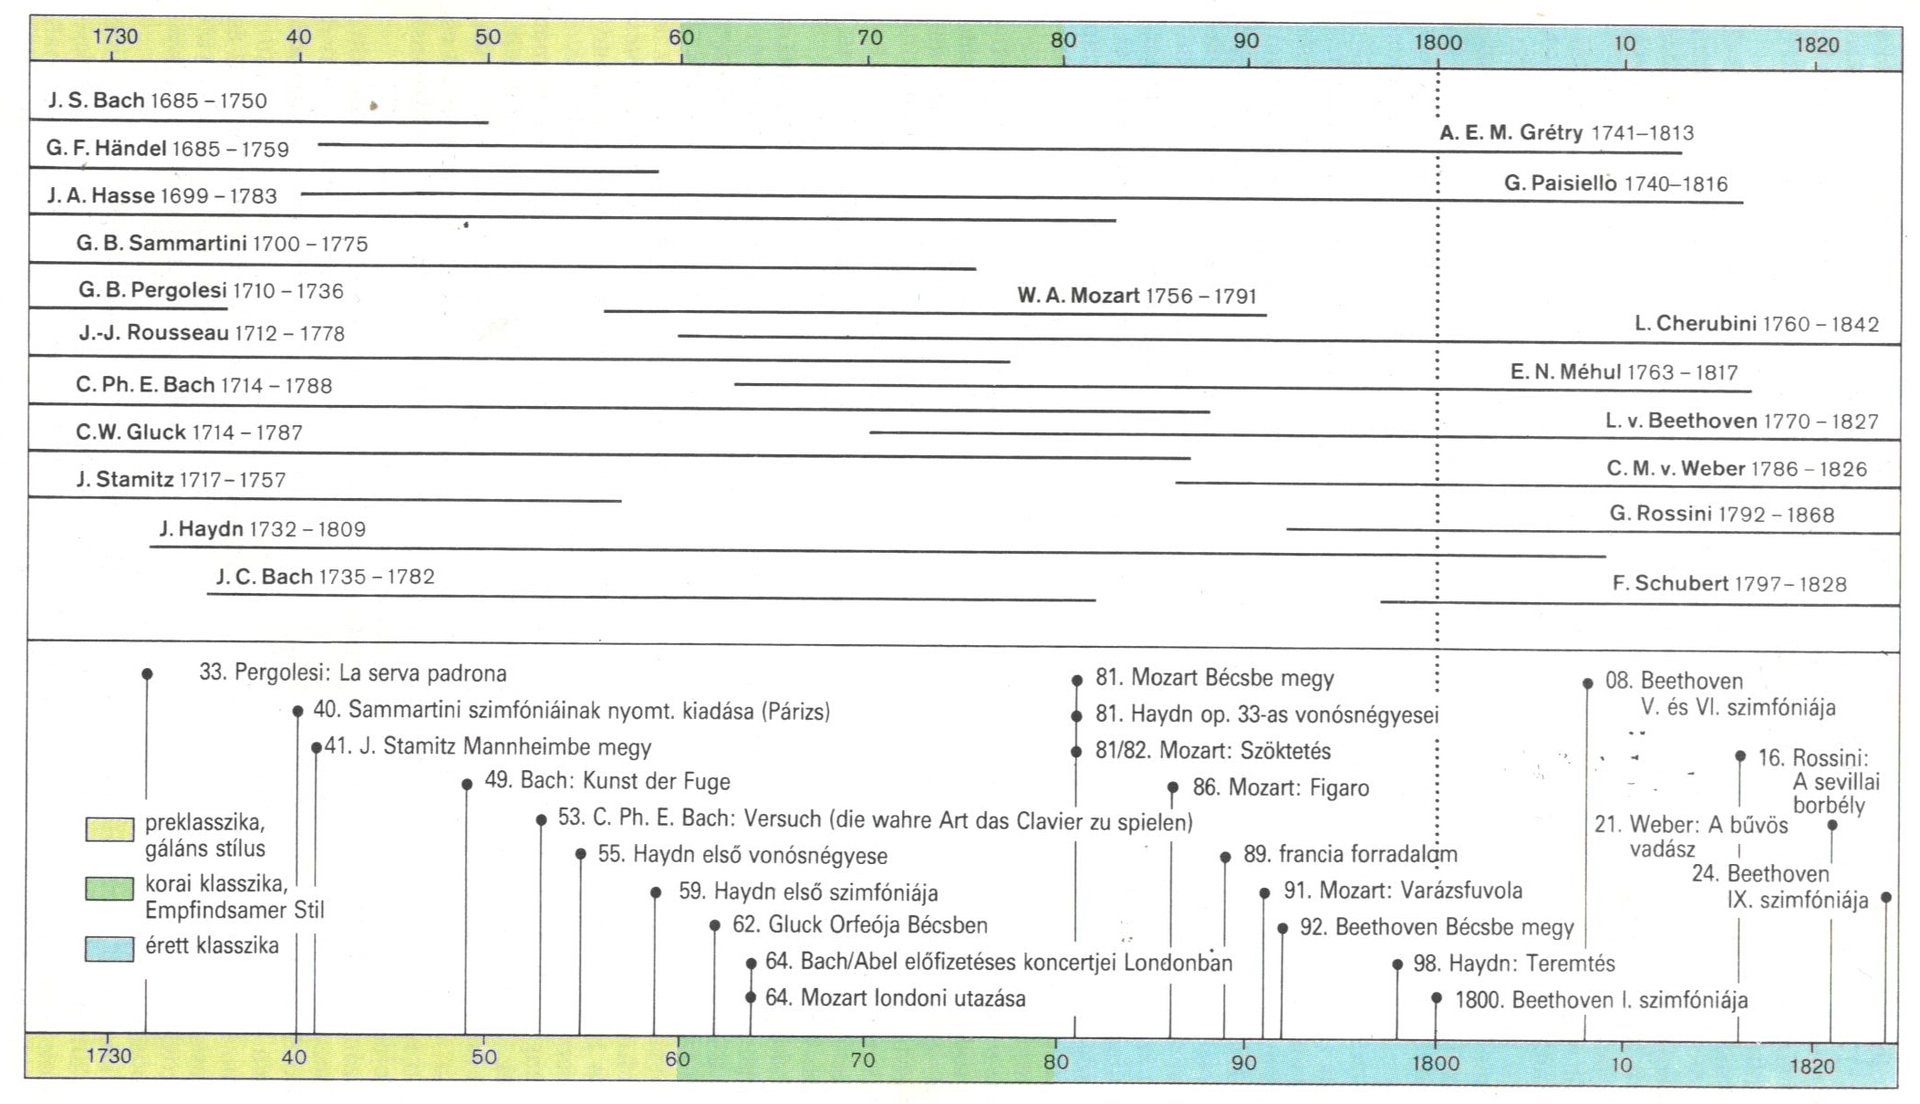 1730 40 50 60 70 80 90 1800 10 1820
J. S. Bach 1685 – 1750
A. E. M. Grétry 1741–1813
G. F. Händel 1685 – 1759
G. Paisiello 1740–1816
J. A. Hasse 1699 – 1783
G. B. Sammartini 1700 – 1775
G. B. Pergolesi 1710 – 1736
W. A. Mozart 1756 – 1791
L. Cherubini 1760 – 1842
J.-J. Rousseau 1712 – 1778
E. N. Méhul 1763 – 1817
C. Ph. E. Bach 1714 – 1788
L. v. Beethoven 1770 – 1827
C.W. Gluck 1714 – 1787
C. M. v. Weber 1786 – 1826
J. Stamitz 1717– 1757
G. Rossini 1792 – 1868
J. Haydn 1732 – 1809
J. C. Bach 1735 – 1782
F. Schubert 1797– 1828
33. Pergolesi: La serva padrona
40. Sammartini szimfóniáinak nyomt. kiadása (Párizs)
41. J. Stamitz Mannheimbe megy
49. Bach: Kunst der Fuge
53. C. Ph. E. Bach: Versuch (die wahre Art das Clavier zu spielen)
55. Haydn első vonósnégyese
59. Haydn első szimfóniája
62. Gluck Orfeója Bécsben
64. Bach/Abel előfizetéses koncertjei Londonban
64. Mozart londoni utazása
81. Mozart Bécsbe megy
81. Haydn op. 33-as vonósnégyesei
81/82. Mozart: Szöktetés
86. Mozart: Figaro
89. francia forradalom
91. Mozart: Varázsfuvola
92. Beethoven Bécsbe megy
98. Haydn: Teremtés
1800. Beethoven I. szimfóniája
08. Beethoven
V. és VI. szimfóniája
16. Rossini:
A sevillai
borbély
21. Weber: A bűvös
vadász
24. Beethoven
IX. szimfóniája
preklasszika,
gáláns stílus
korai klasszika,
Empfindsamer Stil
érett klasszika
1730 40 50 60 70 80 90 1800 10 1820